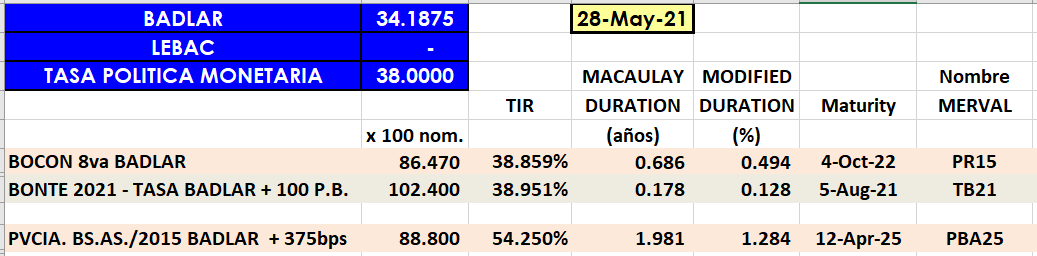 BADLAR 34.1875 28-May-21
LEBAC -
TASA POLITICA MONETARIA 38.0000 MACAULAY MODIFIED Nombre
TIR DURATION DURATION Maturity MERVAL
x 100 nom. (años) (%)
BOCON 8va BADLAR 86.470 38.859% 0.686 0.494 4-Oct-22 PR15
BONTE 2021 - TASA BADLAR + 100 P.B. 102.400 38.951% 0.178 0.128 5-Aug-21 TB21
PVCIA. BS.AS./2015 BADLAR + 375bps 88.800 54.250% 1.981 1.284 12-Apr-25 PBA25